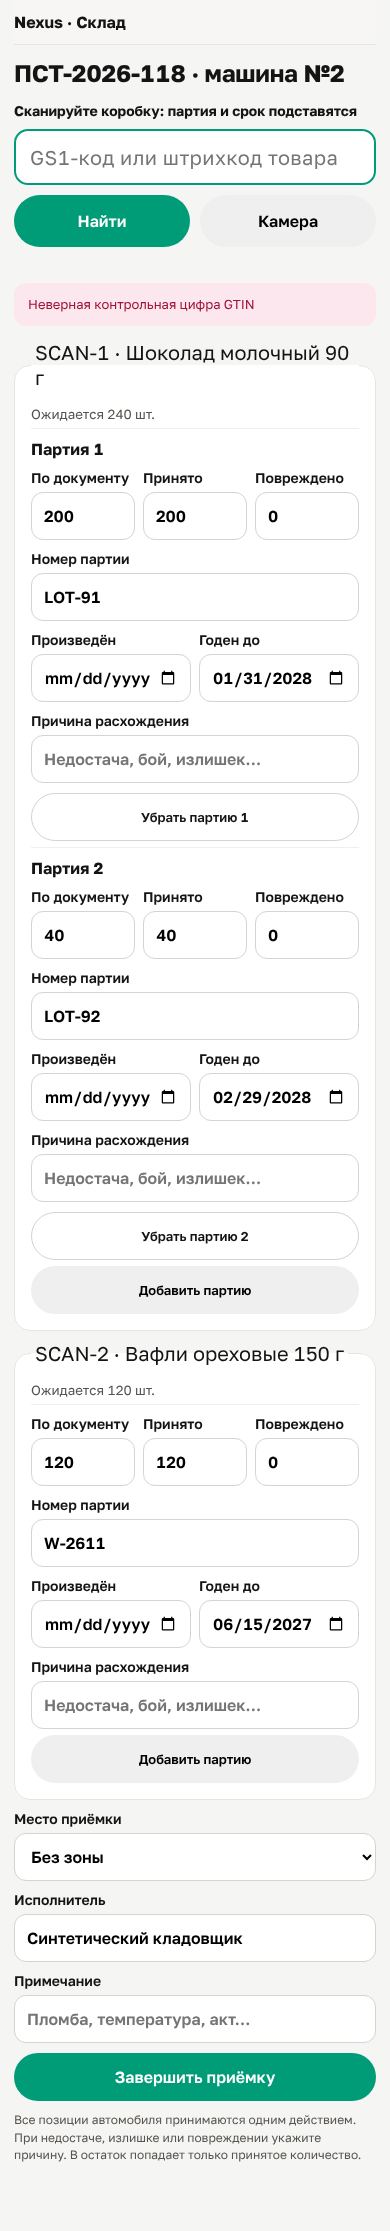 Nexus · Склад
ПСТ-2026-118 · машина №2
Сканируйте коробку: партия и срок подставятся
GS1-код или штрихкод товара
Найти
Камера
Неверная контрольная цифра GTIN
SCAN-1 · Шоколад молочный 90
г
Ожидается 240 шт.
Партия 1
По документу Принято Повреждено
200 200 0
Номер партии
LOT-91
Произведён Годен до
mm/dd/yyyy 01/31/2028
Причина расхождения
Недостача, бой, излишек...
Убрать партию 1
Партия 2
По документу Принято Повреждено
40 40 0
Номер партии
LOT-92
Произведён Годен до
mm/dd/yyyy 02/29/2028
Причина расхождения
Недостача, бой, излишек...
Убрать партию 2
Добавить партию
SCAN-2 · Вафли ореховые 150 г
Ожидается 120 шт.
По документу Принято Повреждено
120 120 0
Номер партии
W-2611
Произведён Годен до
mm/dd/yyyy 06/15/2027
Причина расхождения
Недостача, бой, излишек...
Добавить партию
Место приёмки
Без зоны
Исполнитель
Синтетический кладовщик
Примечание
Пломба, температура, акт...
Завершить приёмку
Все позиции автомобиля принимаются одним действием.
При недостаче, излишке или повреждении укажите
причину. В остаток попадает только принятое количество.